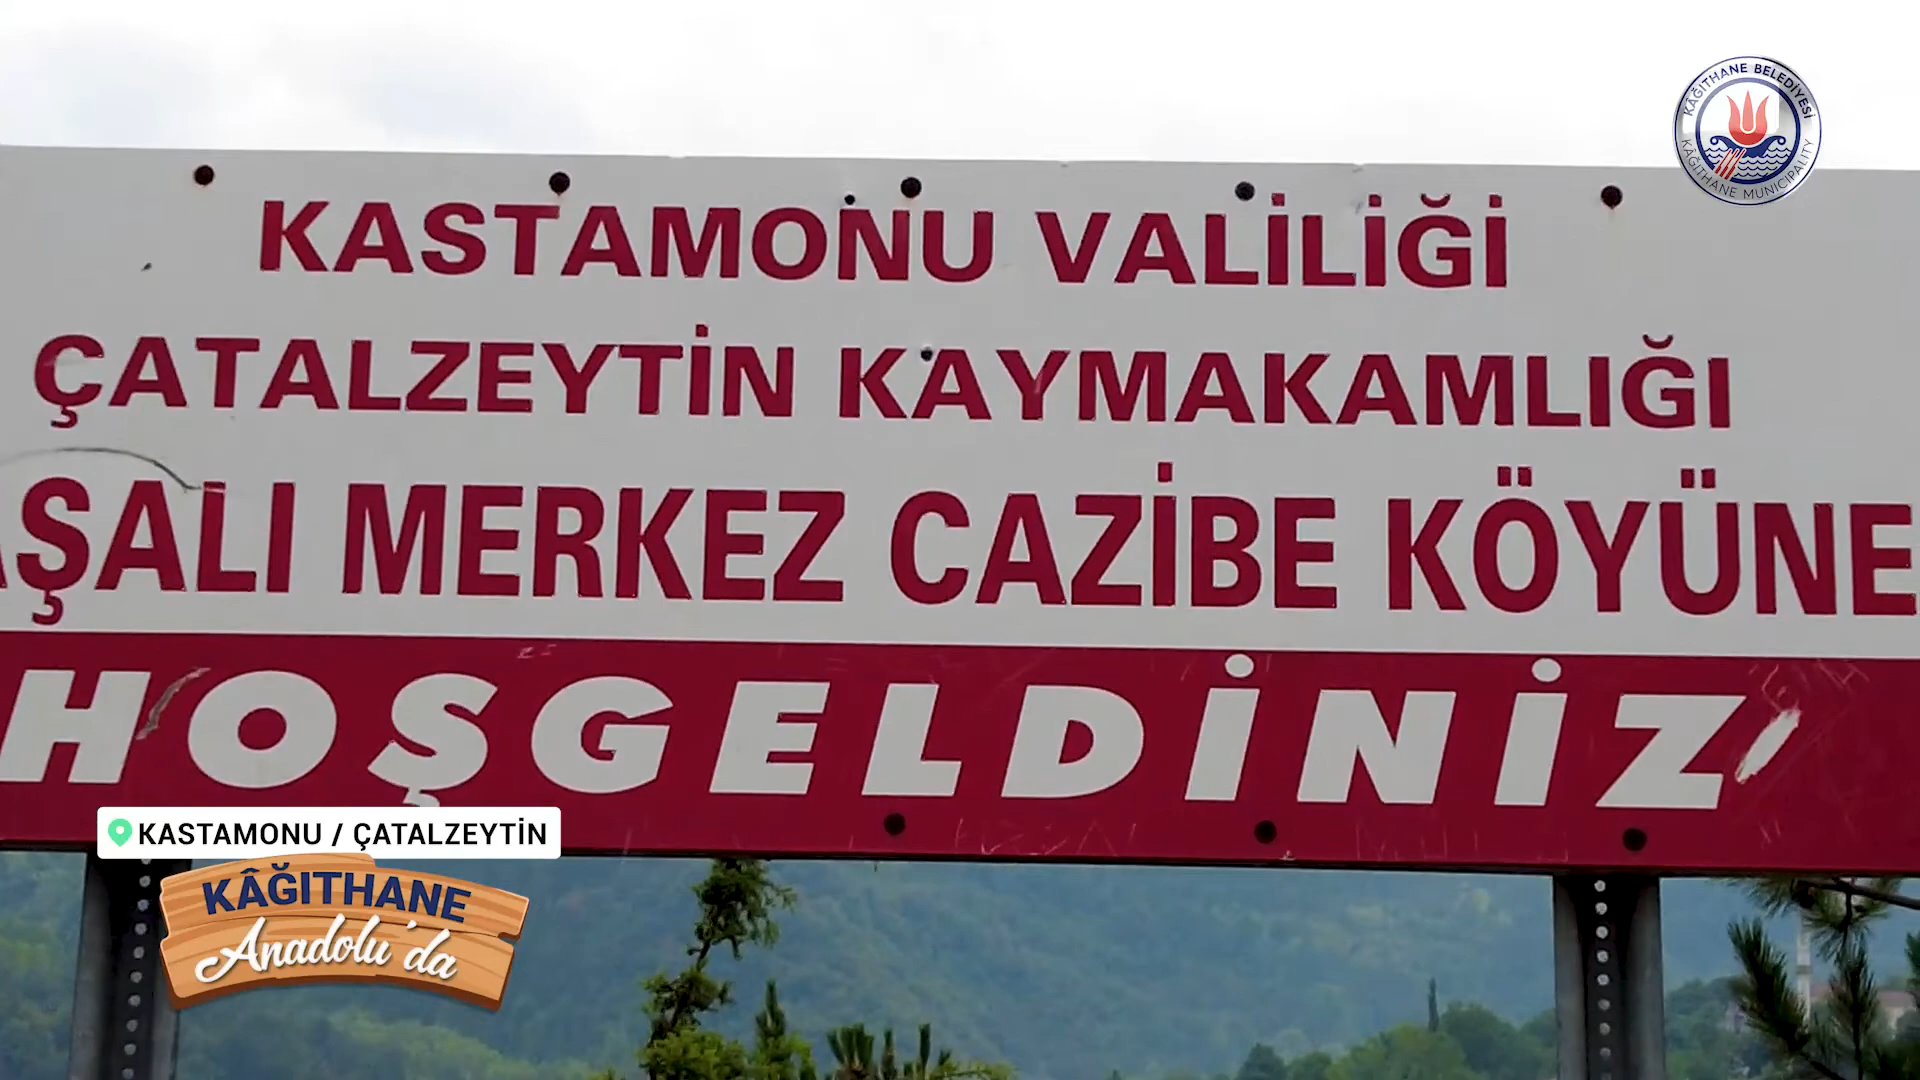 KÂĞITHANE BELEDİYESİ
KÂĞITHANE MUNICIPALITY
KASTAMONU VALİLİĞİ
ÇATALZEYTİN KAYMAKAMLIĞI
MERKEZ CAZİBE KÖYÜNE
HOŞGELDİNİZ
KASTAMONU / ÇATALZEYTİN
KÂĞITHANE
Anadolu'da